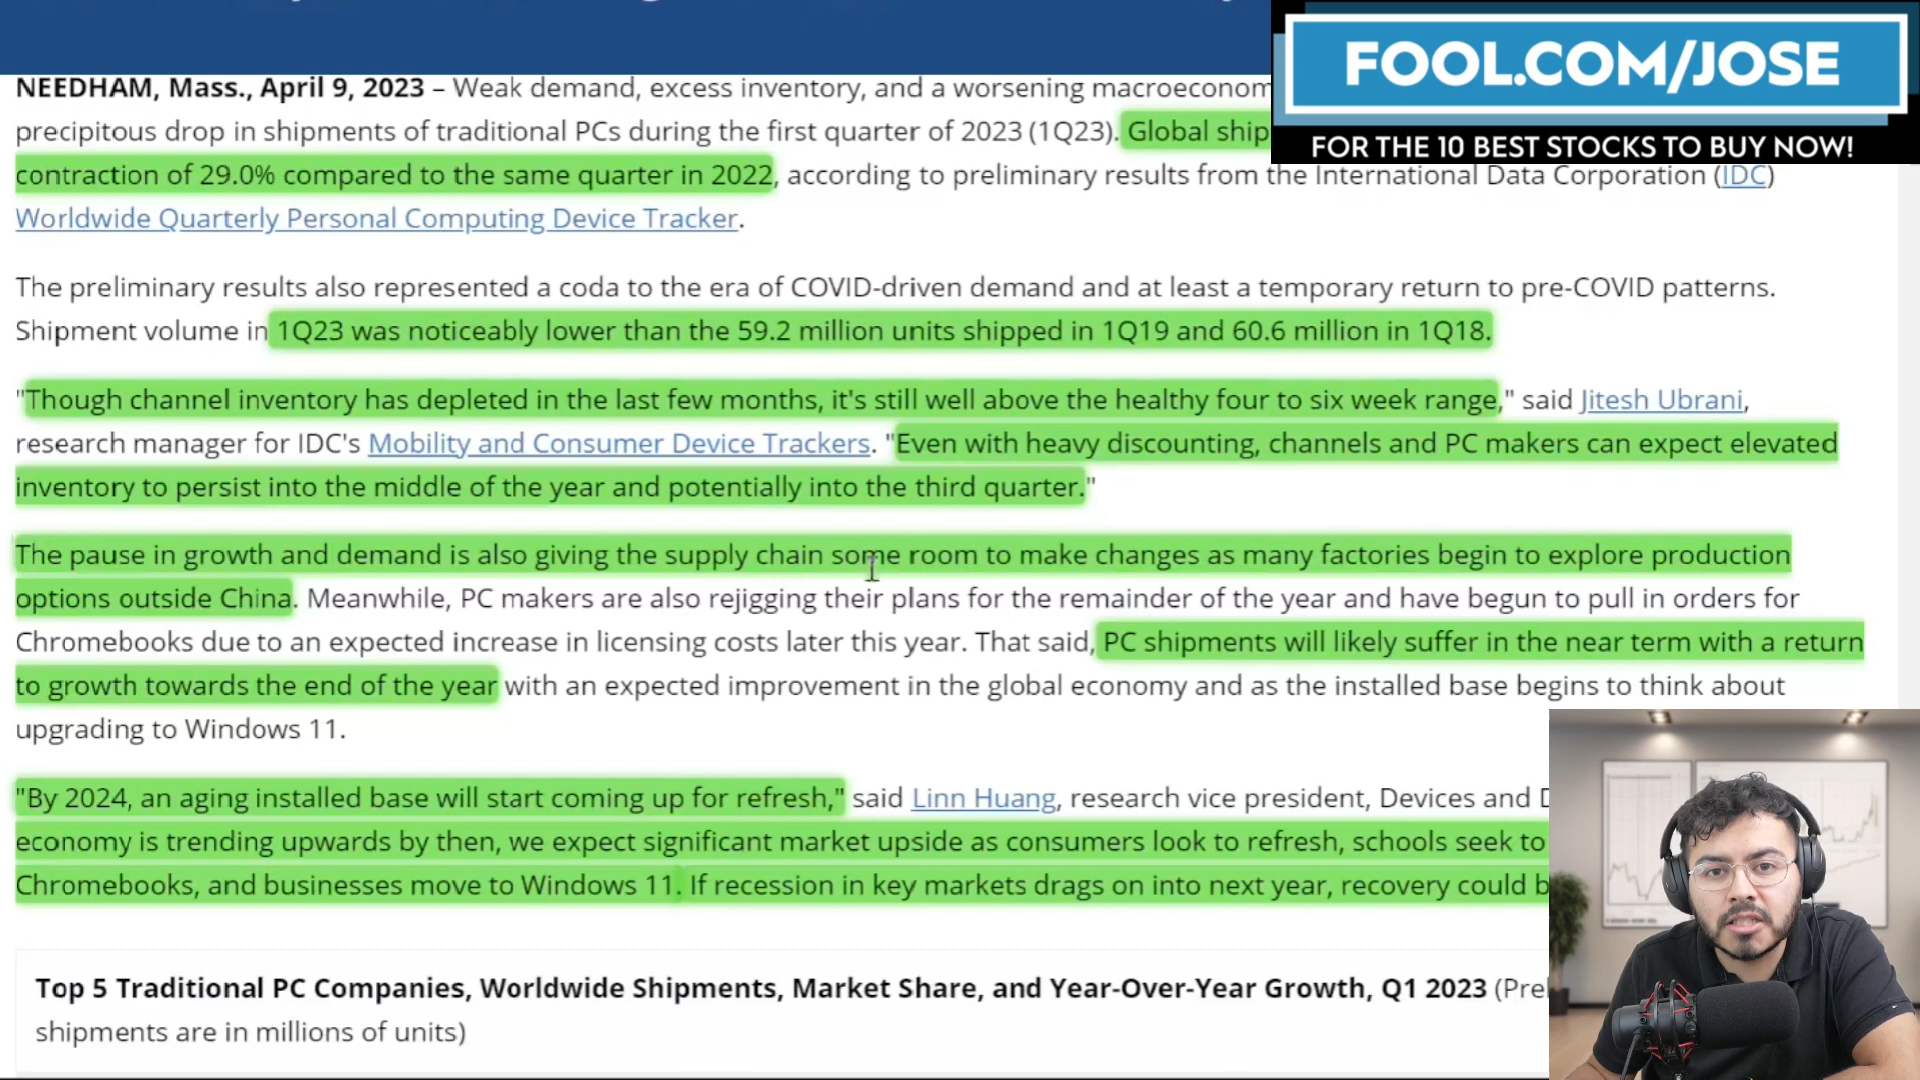 FOOL.COM/JOSE
FOR THE 10 BEST STOCKS TO BUY NOW!
NEEDHAM, Mass., April 9, 2023 – Weak demand, excess inventory, and a worsening
precipitous drop in shipments of traditional PCs during the first quarter of 2023 (1Q23). Global
contraction of 29.0% compared to the same quarter in 2022, according to preliminary results from the International Data Corporation (IDC)
Worldwide Quarterly Personal Computing Device Tracker.
The preliminary results also represented a coda to the era of COVID-driven demand and at least a temporary return to pre-COVID patterns.
Shipment volume in 1Q23 was noticeably lower than the 59.2 million units shipped in 1Q19 and 60.6 million in 1Q18.
"Though channel inventory has depleted in the last few months, it's still well above the healthy four to six week range," said Jitesh Ubrani,
research manager for IDC's Mobility and Consumer Device Trackers. "Even with heavy discounting, channels and PC makers can expect elevated
inventory to persist into the middle of the year and potentially into the third quarter."
The pause in growth and demand is also giving the supply chain some room to make changes as many factories begin to explore production
options outside China. Meanwhile, PC makers are also rejigging their plans for the remainder of the year and have begun to pull in orders for
Chromebooks due to an expected increase in licensing costs later this year. That said, PC shipments will likely suffer in the near term with a return
to growth towards the end of the year with an expected improvement in the global economy and as the installed base begins to think about
upgrading to Windows 11.
"By 2024, an aging installed base will start coming up for refresh," said Linn Huang, research vice president, Devices and
economy is trending upwards by then, we expect significant market upside as consumers look to refresh, schools seek to
Chromebooks, and businesses move to Windows 11. If recession in key markets drags on into next year, recovery could
Top 5 Traditional PC Companies, Worldwide Shipments, Market Share, and Year-Over-Year Growth, Q1 2023
shipments are in millions of units)